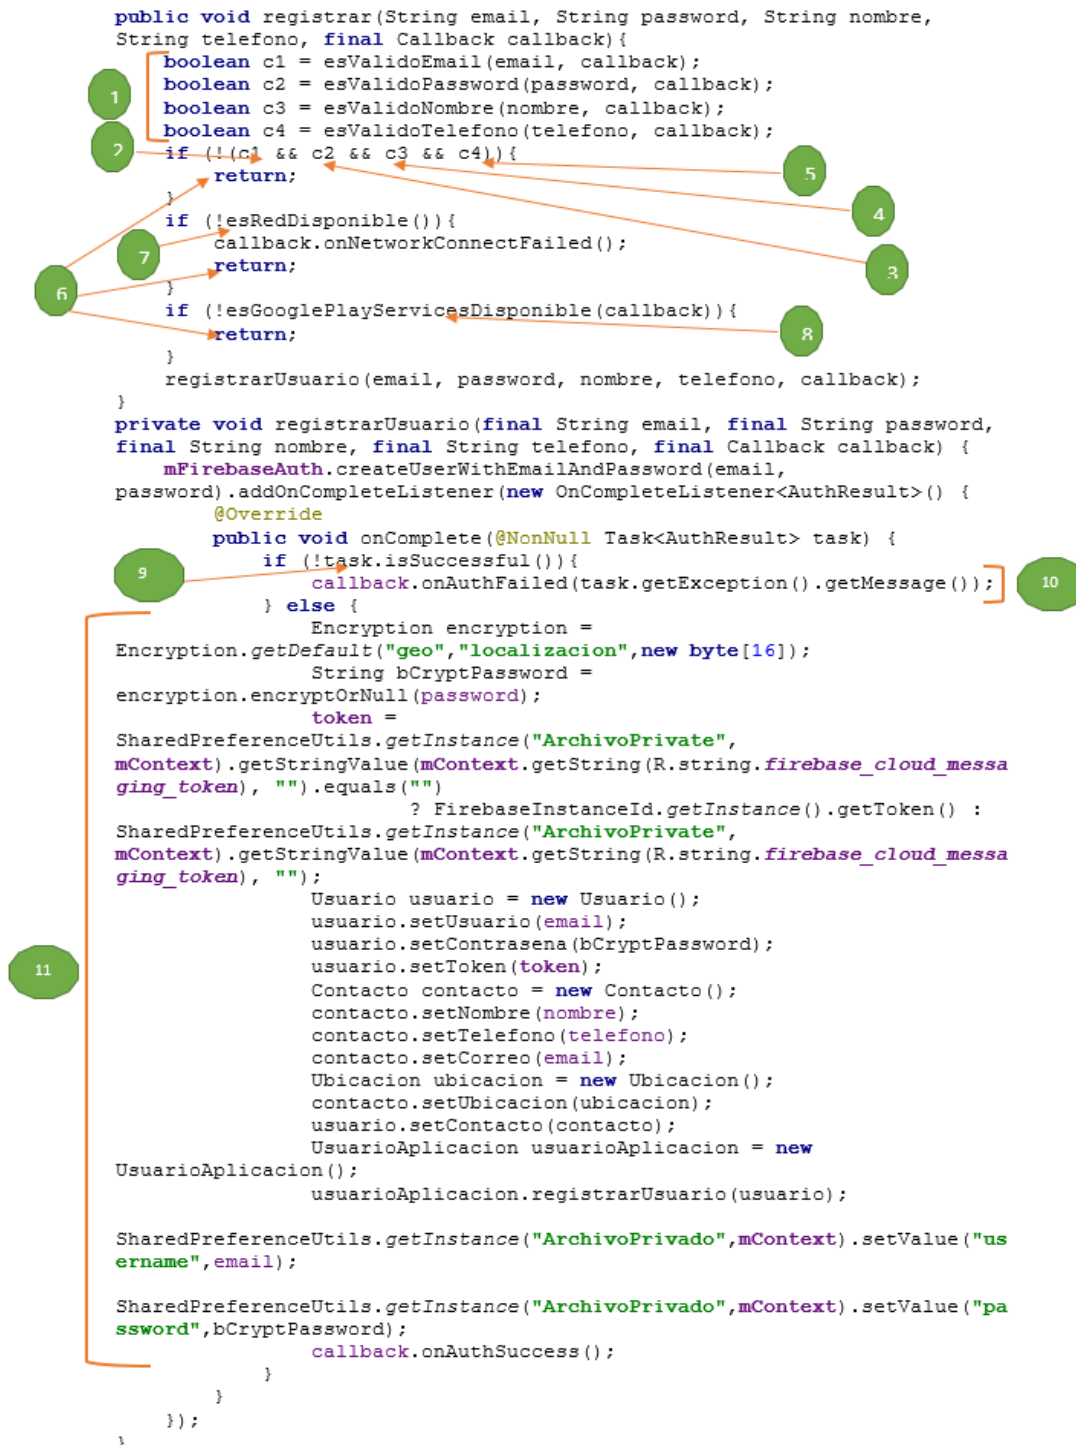 public void registrar(String email, String password, String nombre,
String telefono, final Callback callback){
boolean c1 = esValidoEmail(email, callback);
boolean c2 = esValidoPassword(password, callback);
1
boolean c3 = esValidoNombre(nombre, callback);
boolean c4 = esValidoTelefono(telefono, callback);
2
if (!(c1 && c2 && c3 && c4)){
return;
5
}
4
if (!esRedDisponible()){
callback.onNetworkConnectFailed();
7
return;
3
}
6
if (!esGooglePlayServicesDisponible(callback)){
return;
8
}
registrarUsuario(email, password, nombre, telefono, callback);
}
private void registrarUsuario(final String email, final String password,
final String nombre, final String telefono, final Callback callback) {
mFirebaseAuth.createUserWithEmailAndPassword(email,
password).addOnCompleteListener(new OnCompleteListener<AuthResult>() {
@Override
public void onComplete(@NonNull Task<AuthResult> task) {
if (!task.isSuccessful()){
9
callback.onAuthFailed(task.getException().getMessage());
10
} else {
Encryption encryption =
Encryption.getDefault("geo","localizacion",new byte[16]);
String bCryptPassword =
encryption.encryptOrNull(password);
token =
SharedPreferenceUtils.getInstance("ArchivoPrivate",
mContext).getStringValue(mContext.getString(R.string.firebase_cloud_messa
ging_token), "").equals("")
? FirebaseInstanceId.getInstance().getToken() :
SharedPreferenceUtils.getInstance("ArchivoPrivate",
mContext).getStringValue(mContext.getString(R.string.firebase_cloud_messa
ging_token), "");
Usuario usuario = new Usuario();
usuario.setUsuario(email);
usuario.setContrasena(bCryptPassword);
usuario.setToken(token);
11
Contacto contacto = new Contacto();
contacto.setNombre(nombre);
contacto.setTelefono(telefono);
contacto.setCorreo(email);
Ubicacion ubicacion = new Ubicacion();
contacto.setUbicacion(ubicacion);
usuario.setContacto(contacto);
UsuarioAplicacion usuarioAplicacion = new
UsuarioAplicacion();
usuarioAplicacion.registrarUsuario(usuario);
SharedPreferenceUtils.getInstance("ArchivoPrivado",mContext).setValue("us
ername",email);
SharedPreferenceUtils.getInstance("ArchivoPrivado",mContext).setValue("pa
ssword",bCryptPassword);
callback.onAuthSuccess();
}
}
});
}